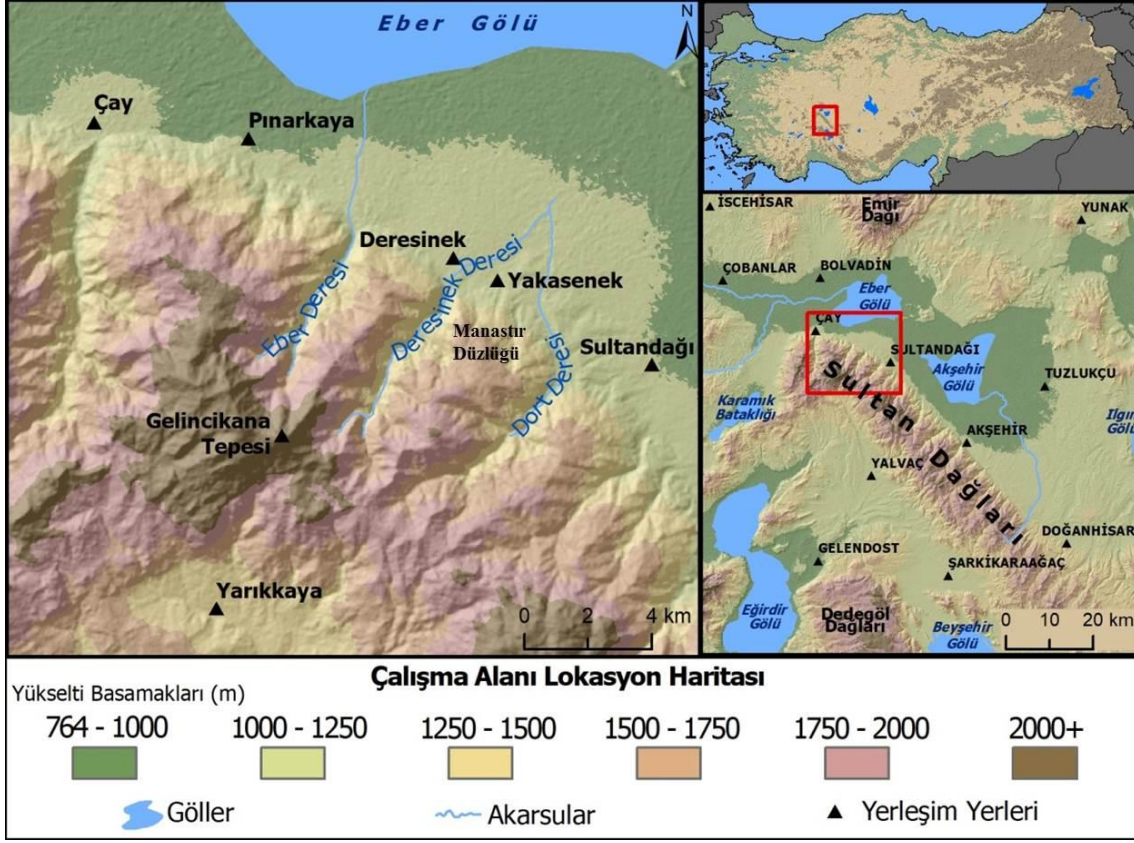 Eber Gölü
N
Çay
Pınarkaya
Deresinek
Yakasenek
Eber Deresi
Deresinek Deresi
Manastır
Düzlüğü
Sultandağı
Dort Deresi
Gelincikana
Tepesi
Yarıkkaya
0 2 4 km
İSCEHİSAR
Emir
Dağı
YUNAK
ÇOBANLAR
BOLVADİN
Eber
Gölü
ÇAY
SULTANDAĞI
Akşehir
Gölü
TUZLUKÇU
Karamık
Bataklığı
Sultan Dağları
Ilgın
Gölü
AKŞEHİR
YALVAÇ
DOĞANHİSAR
GELENDOST
ŞARKİKARAAĞAÇ
Eğirdir
Gölü
Dedegöl
Dağları
Beyşehir
Gölü
0 10 20 km
Çalışma Alanı Lokasyon Haritası
Yükselti Basamakları (m)
764 - 1000 1000 - 1250 1250 - 1500 1500 - 1750 1750 - 2000 2000+
Göller Akarsular Yerleşim Yerleri